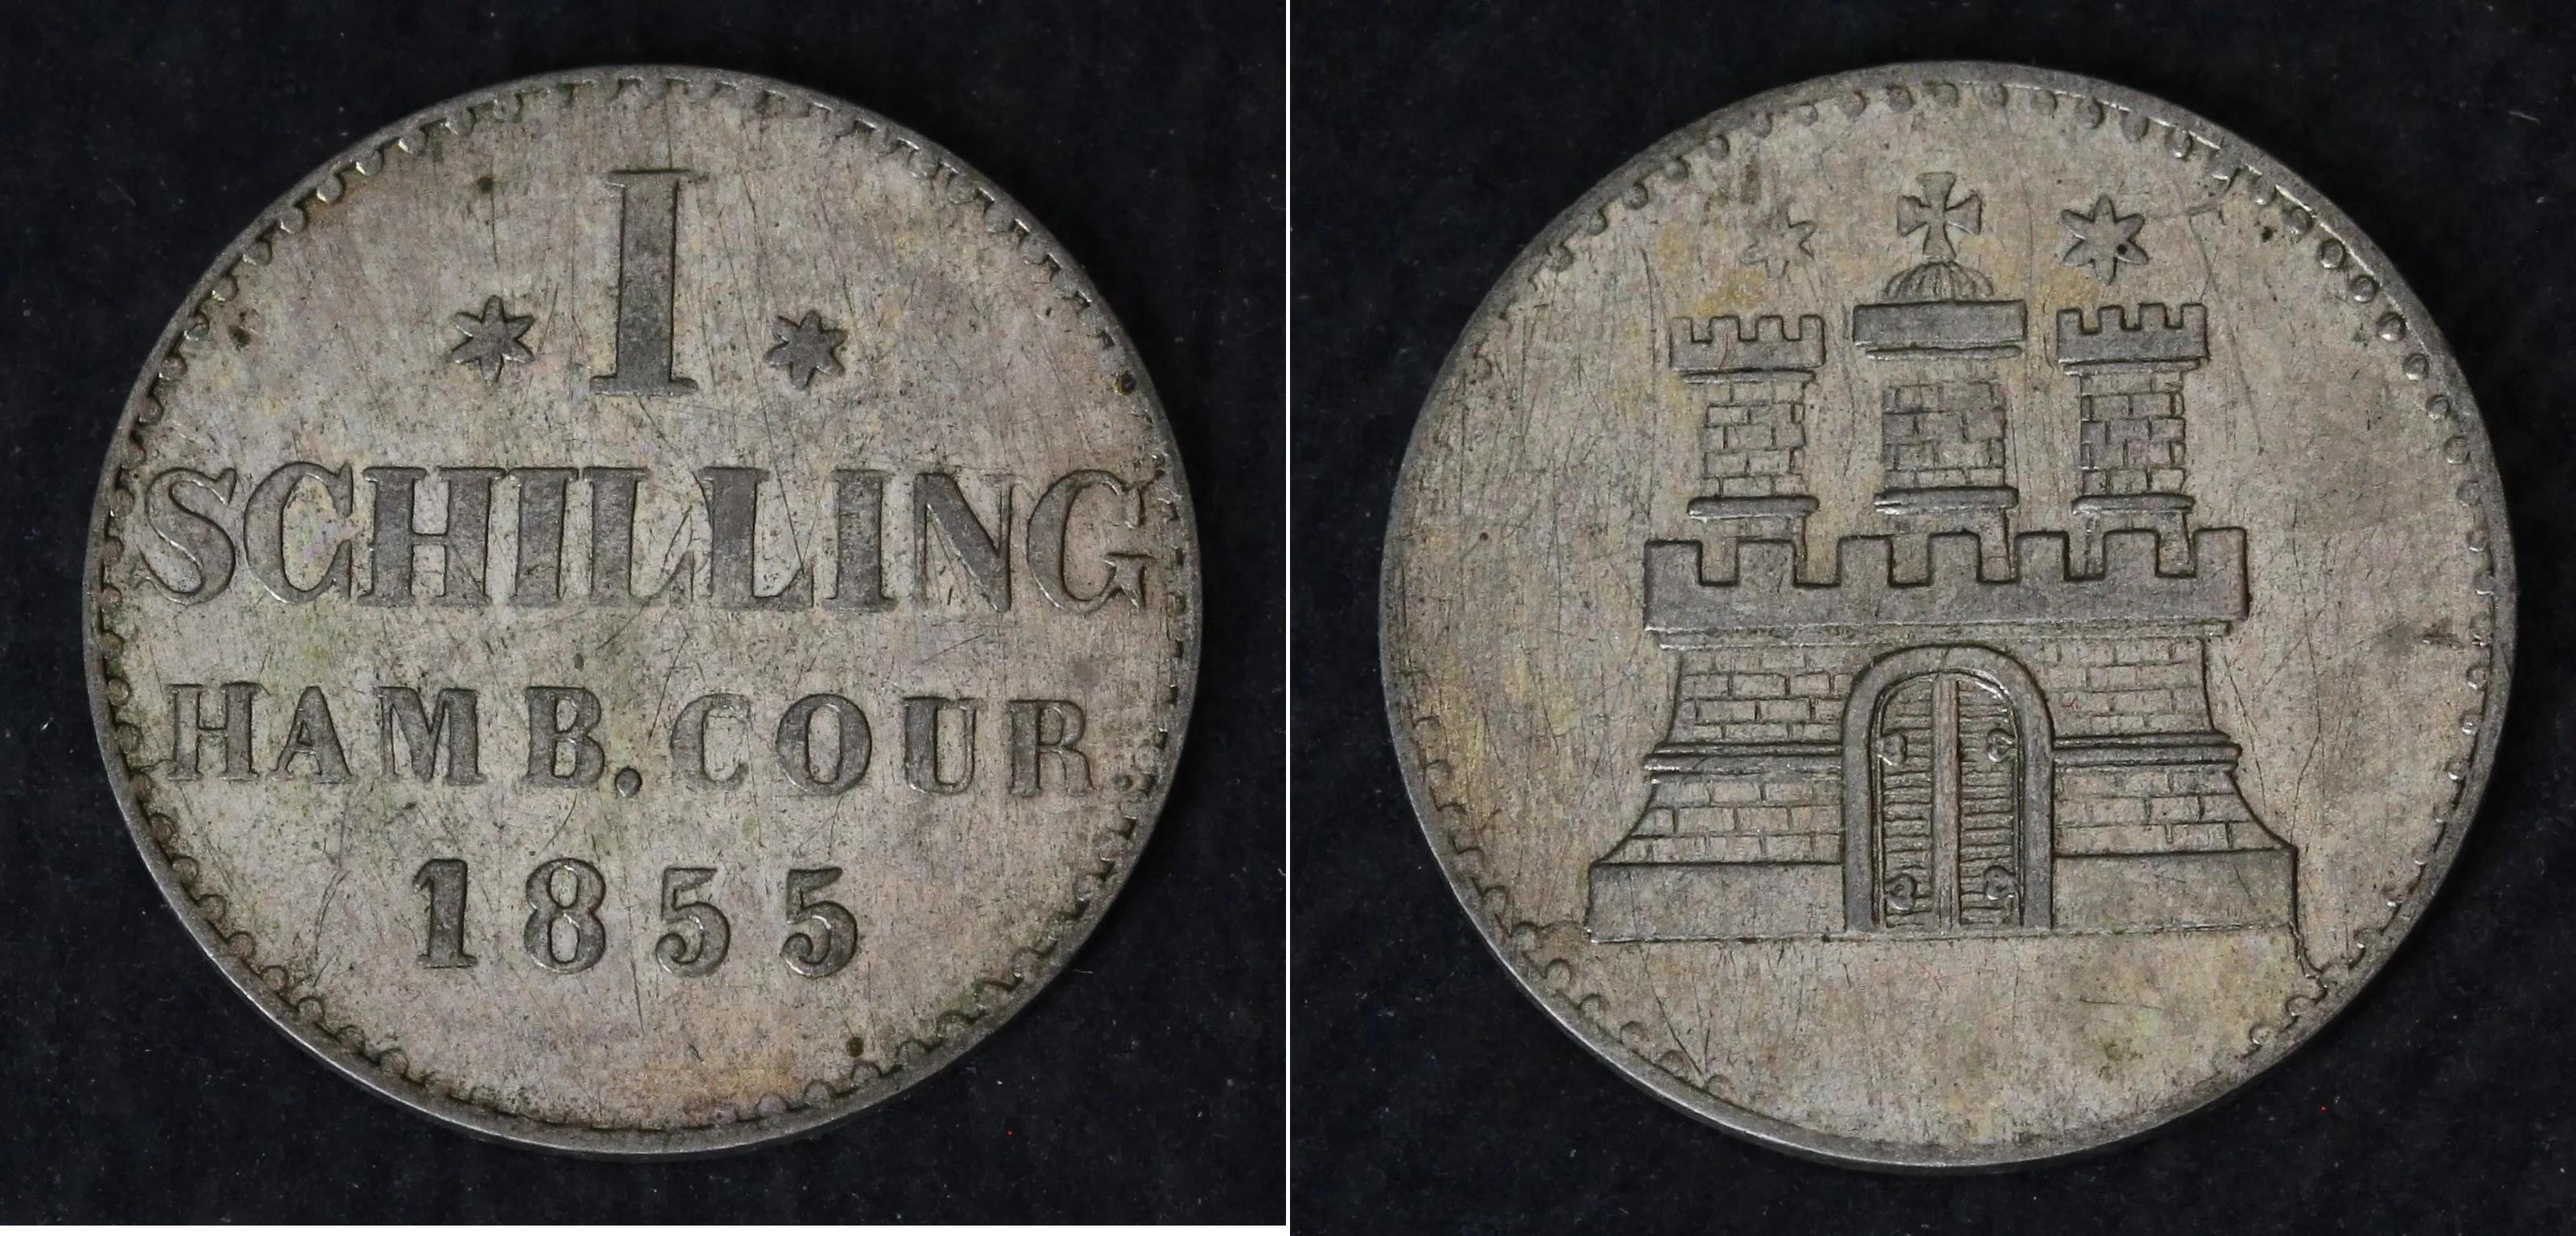 I
SCHILLING
HAMB. COUR.
1855